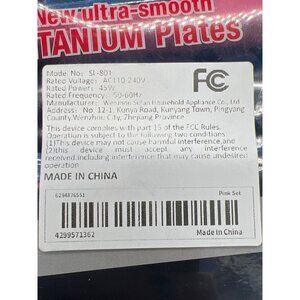 New ultra-smooth
TITANIUM Plates
Model No: SL-801
Rated Voltage: AC110-240V
Rated Power: 45W
Rated Frequency: 50-60Hz
FC
Manufacturer: Wenzhou Sifan Household Appliance Co., Ltd
Address: No. 12-1, Kunya Road, Kunyang Town, Pingyang
County, Wenzhou City, Zhejiang Province
This device complies with part 15 of the FCC Rules.
Operation is subject to the following two conditions:
(1)This device may not cause harmful interference,and
(2)this device must accept any interference
received including interference that may cause undesired
operation
MADE IN CHINA
6294376551
Pink Set
4299571362
Made in China